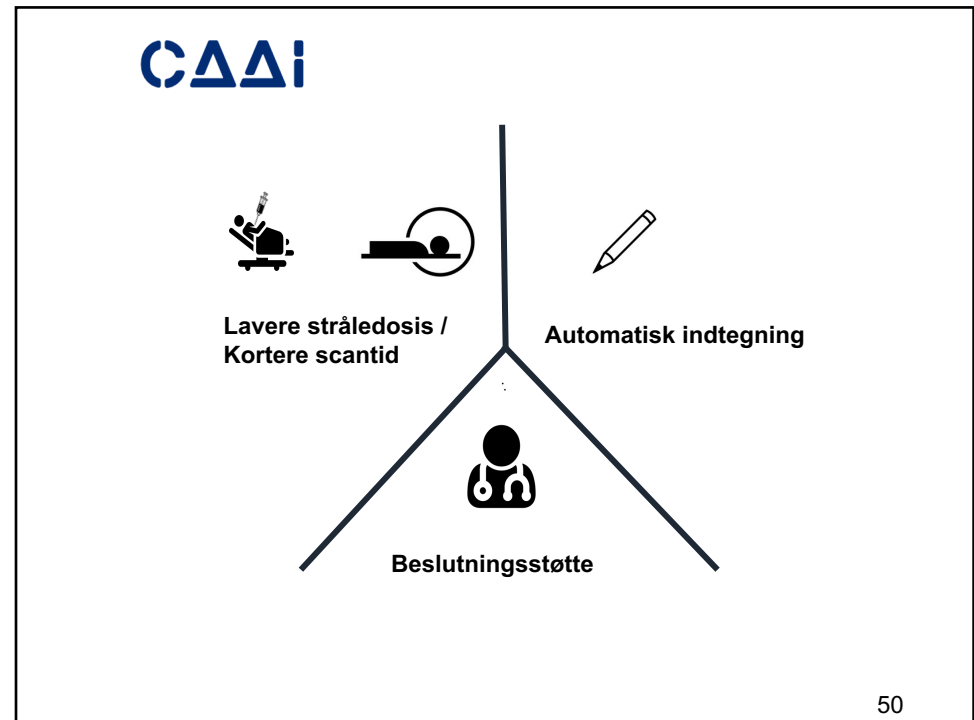 CAAi
Lavere stråledosis /
Kortere scantid
Automatisk indtegning
Beslutningsstøtte
50